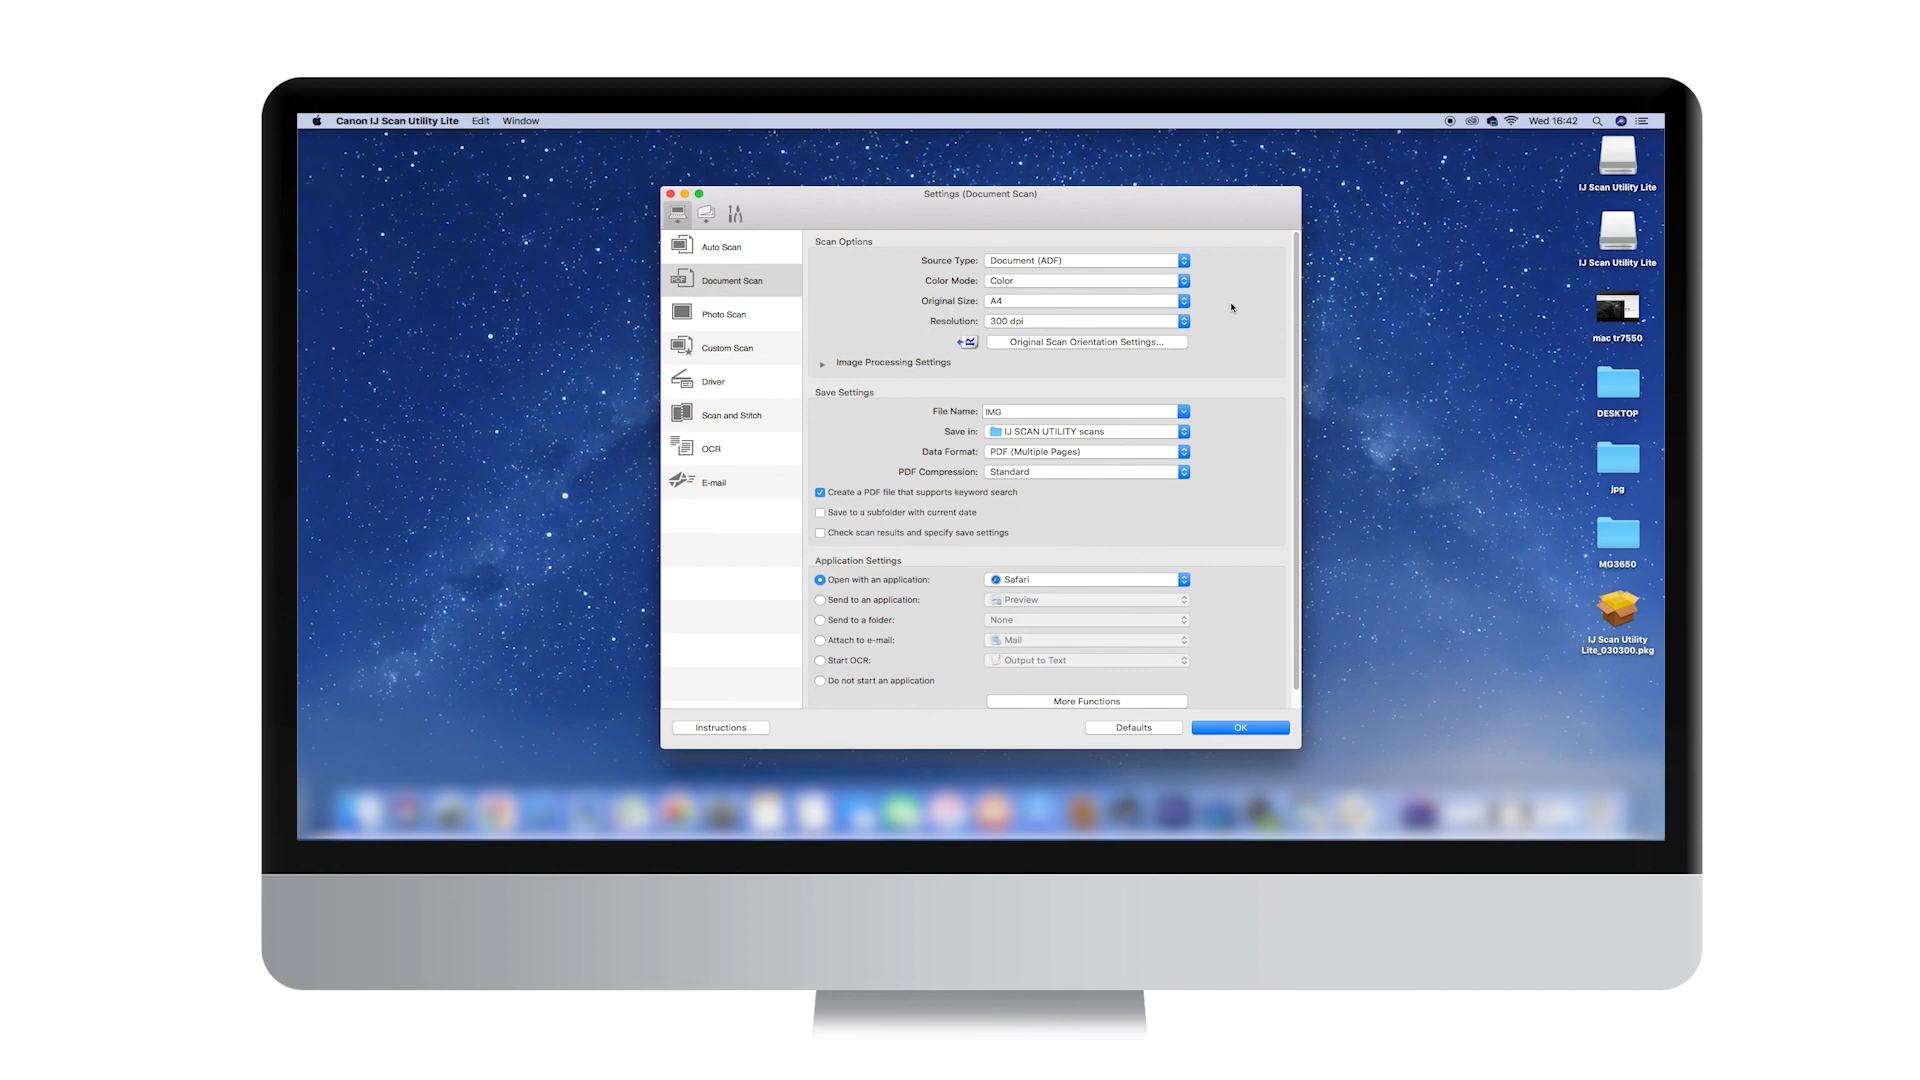 Canon IJ Scan Utility Lite Edit Window
Wed 16:42
Settings (Document Scan)
Auto Scan
Document Scan
Photo Scan
Custom Scan
Driver
Scan and Stitch
OCR
E-mail
Scan Options
Source Type: Document (ADF)
Color Mode: Color
Original Size: A4
Resolution: 300 dpi
R Original Scan Orientation Settings...
Image Processing Settings
Save Settings
File Name: IMG
Save in: IJ SCAN UTILITY scans
Data Format: PDF (Multiple Pages)
PDF Compression: Standard
Create a PDF file that supports keyword search
Save to a subfolder with current date
Check scan results and specify save settings
Application Settings
Open with an application: Safari
Send to an application: Preview
Send to a folder: None
Attach to e-mail: Mail
Start OCR: Output to Text
Do not start an application
More Functions
Instructions Defaults OK
IJ Scan Utility Lite
IJ Scan Utility Lite
mac tr7550
DESKTOP
jpg
MG3650
IJ Scan Utility
Lite_030300.pkg